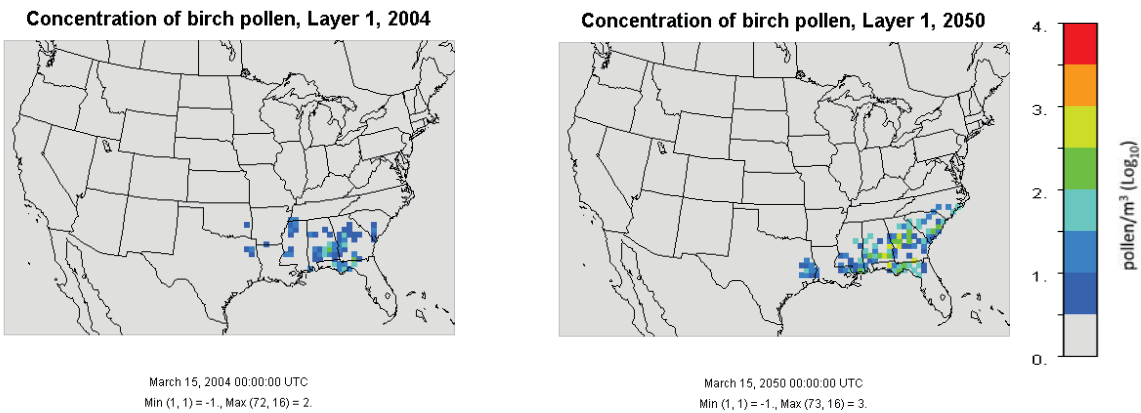 Concentration of birch pollen, Layer 1, 2004
March 15, 2004 00:00:00 UTC
Min (1, 1) = -1., Max (72, 16) = 2.
Concentration of birch pollen, Layer 1, 2050
March 15, 2050 00:00:00 UTC
Min (1, 1) = -1., Max (73, 16) = 3.
4.
3.
2.
1.
0.
pollen/m³ (Log₁₀)